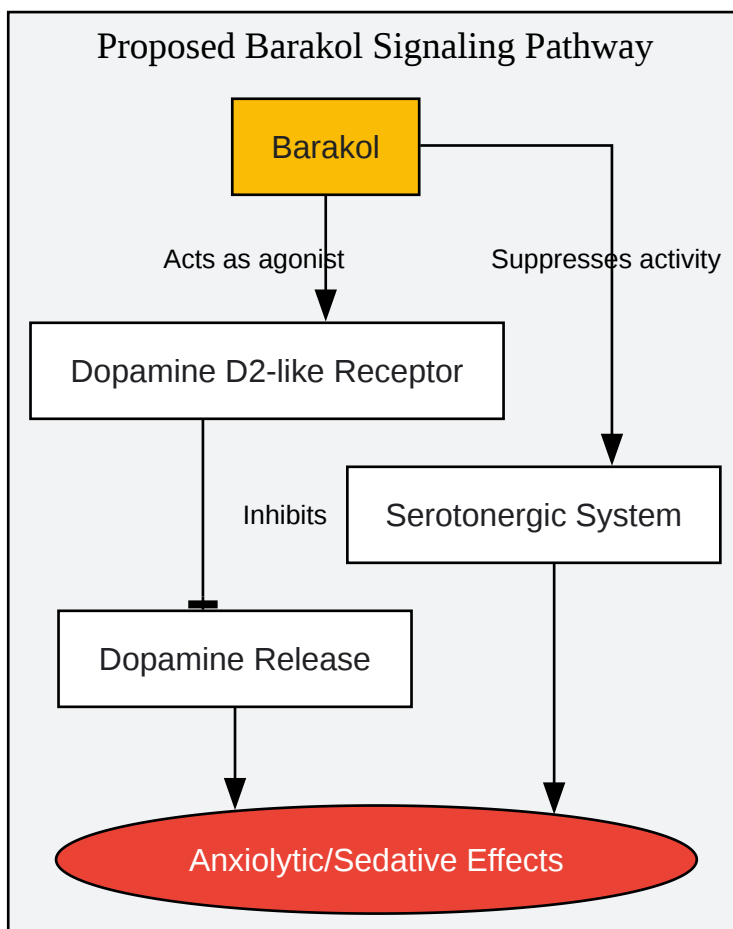 Proposed Barakol Signaling Pathway
Barakol
Acts as agonist
Suppresses activity
Dopamine D2-like Receptor
Inhibits
Serotonergic System
Dopamine Release
Anxiolytic/Sedative Effects